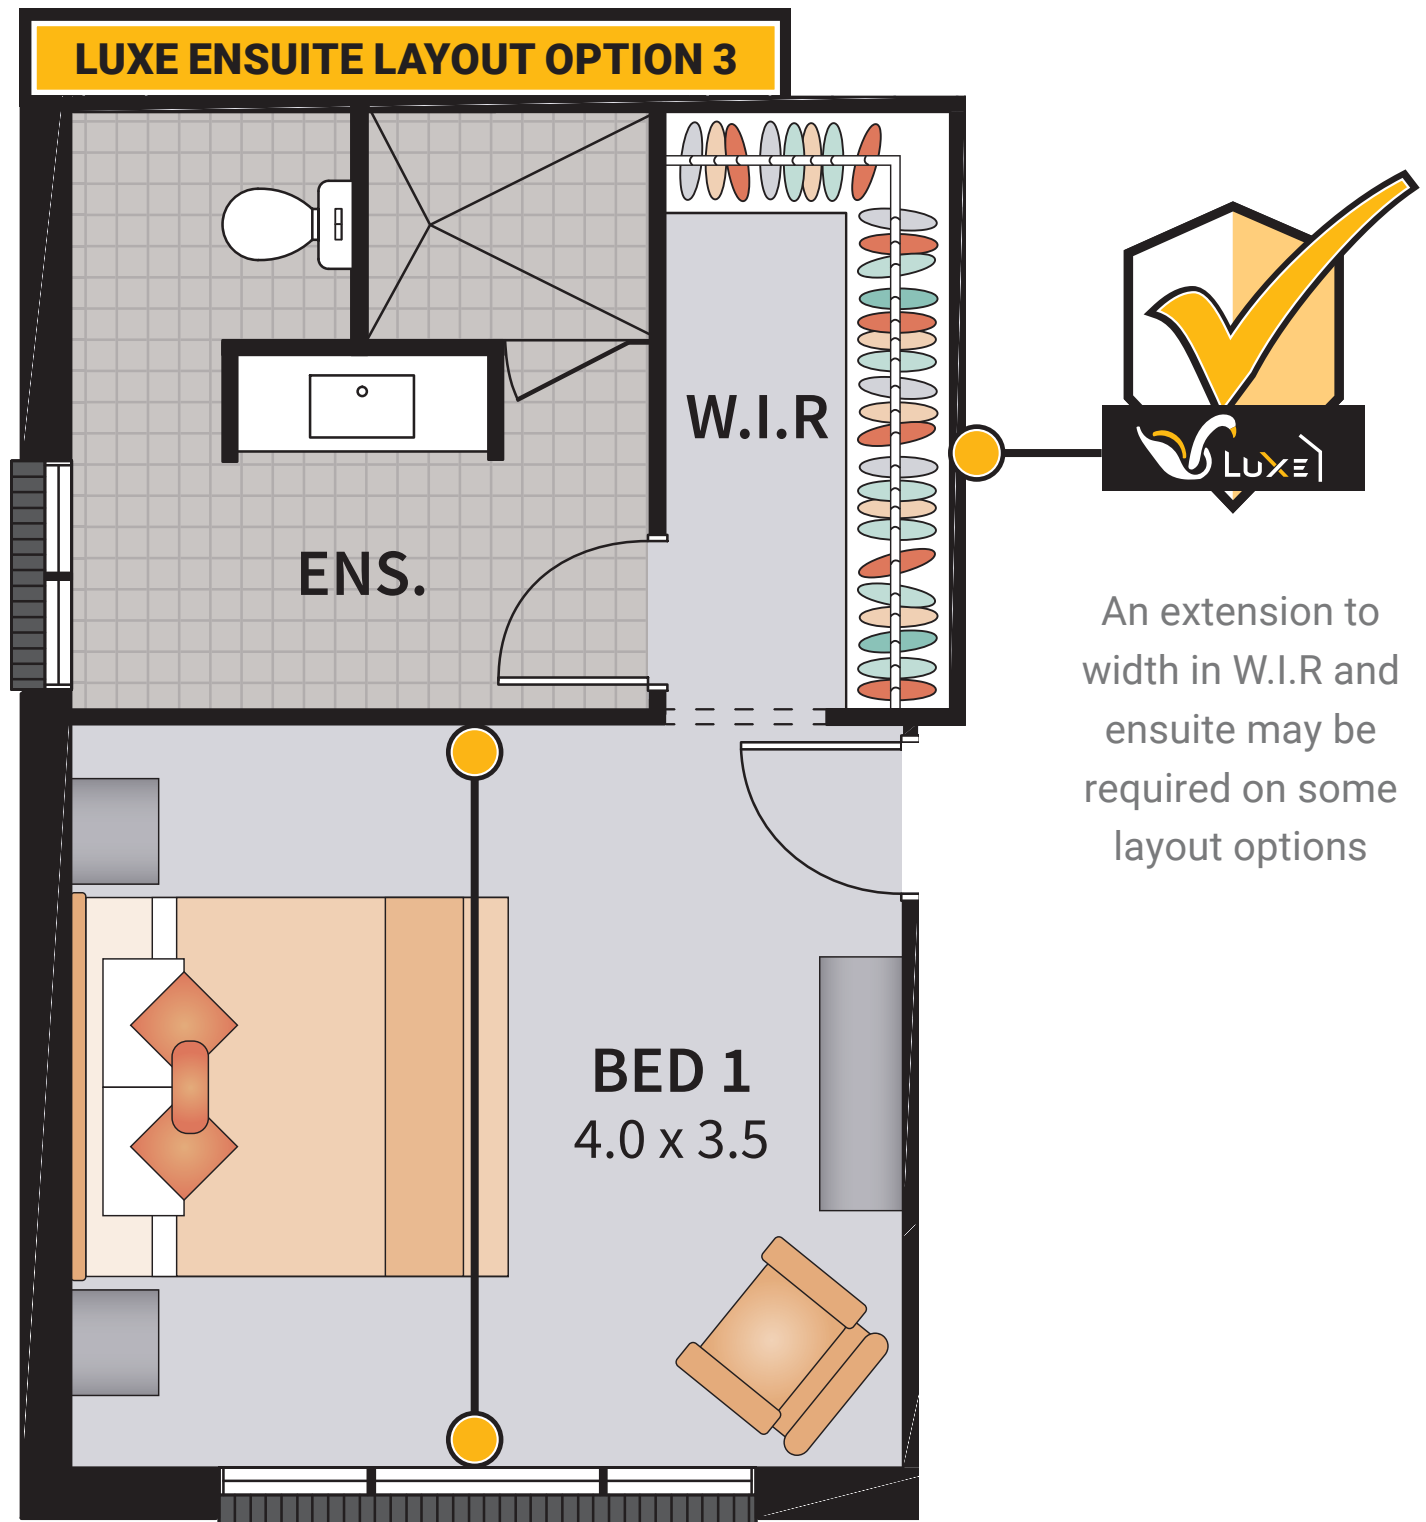 LUXE ENSUITE LAYOUT OPTION 3
W.I.R
LUXE
ENS.
An extension to
width in W.I.R and
ensuite may be
required on some
layout options
BED 1
4.0 x 3.5